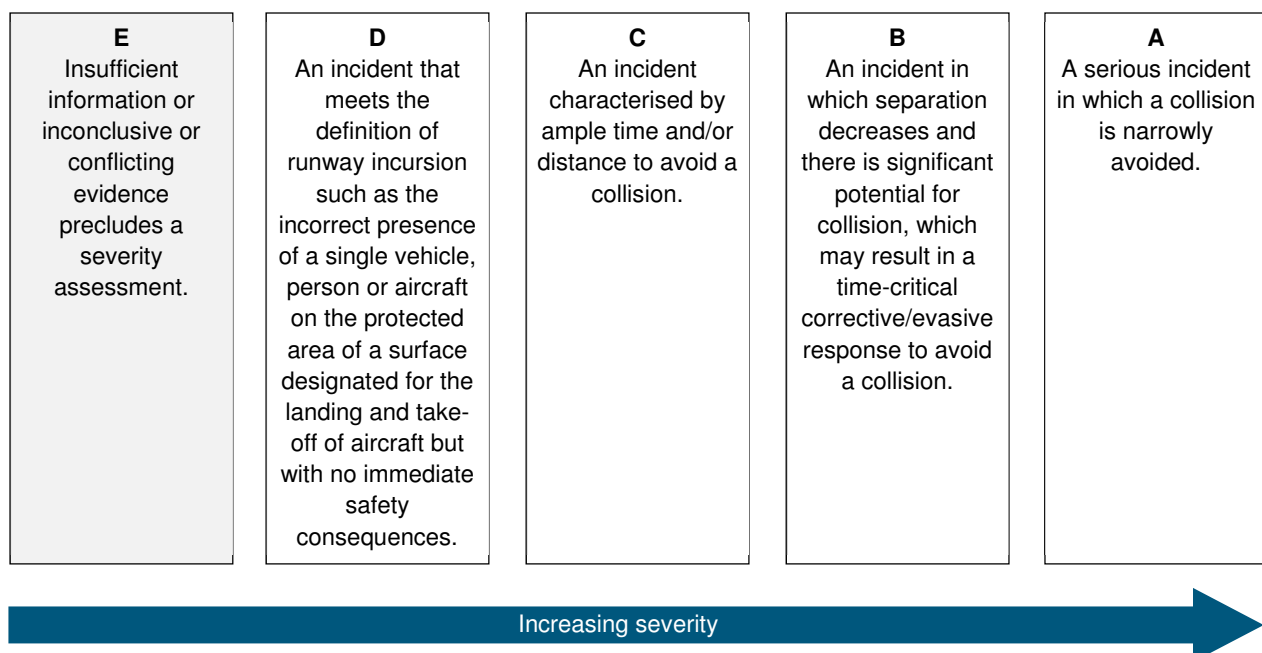 E
Insufficient
information or
inconclusive or
conflicting
evidence
precludes a
severity
assessment.
D
An incident that
meets the
definition of
runway incursion
such as the
incorrect presence
of a single vehicle,
person or aircraft
on the protected
area of a surface
designated for the
landing and take-
off of aircraft but
with no immediate
safety
consequences.
C
An incident
characterised by
ample time and/or
distance to avoid a
collision.
B
An incident in
which separation
decreases and
there is significant
potential for
collision, which
may result in a
time-critical
corrective/evasive
response to avoid
a collision.
A
A serious incident
in which a collision
is narrowly
avoided.
Increasing severity